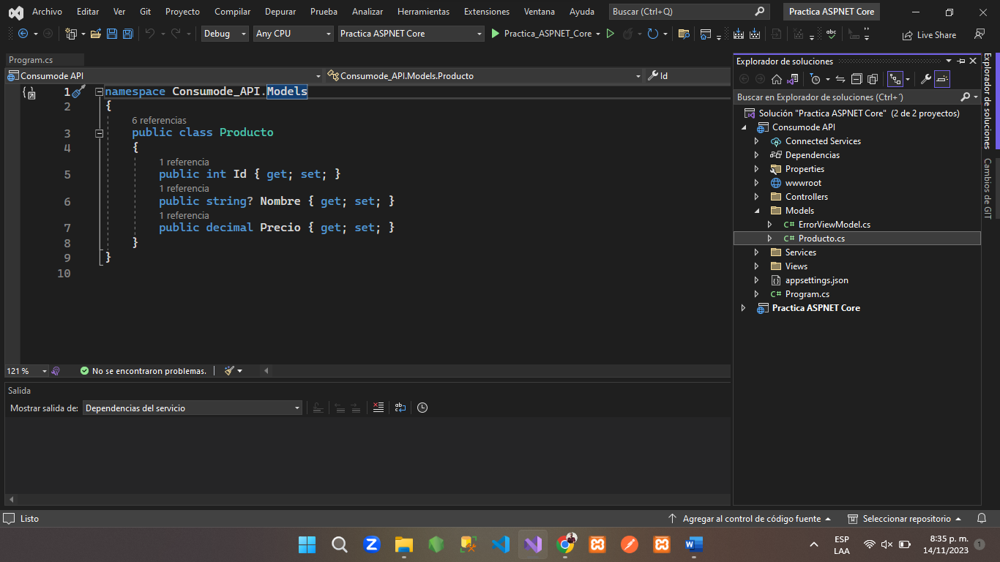 Archivo Editar Ver Git Proyecto Compilar Depurar Prueba Analizar Herramientas Extensiones Ventana Ayuda Buscar (Ctrl+Q) Practica ASPNET Core
Debug Any CPU Practica ASPNET Core Practica_ASPNET_Core Live Share
Program.cs
Consumode API Consumode_API.Models.Producto Id
1 namespace Consumode_API.Models
2 {
6 referencias
3 public class Producto
4 {
1 referencia
5 public int Id { get; set; }
1 referencia
6 public string? Nombre { get; set; }
1 referencia
7 public decimal Precio { get; set; }
8 }
9 }
10
121 % No se encontraron problemas.
Salida
Mostrar salida de: Dependencias del servicio
Explorador de soluciones
Buscar en Explorador de soluciones (Ctrl+´)
Solución "Practica ASPNET Core" (2 de 2 proyectos)
Consumode API
Connected Services
Dependencias
Properties
wwwroot
Controllers
Models
C# ErrorViewModel.cs
C# Producto.cs
Services
Views
appsettings.json
C# Program.cs
Practica ASPNET Core
Explorador de soluciones
Cambios de GIT
Listo Agregar al control de código fuente Seleccionar repositorio
ESP
LAA
8:35 p. m.
14/11/2023
1